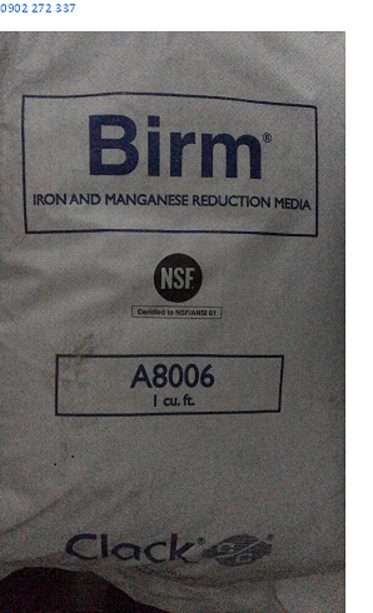 0902 272 337
Birm®
IRON AND MANGANESE REDUCTION MEDIA
NSF
Certified to NSF/ANSI 61
A8006
1 cu. ft.
Clack®